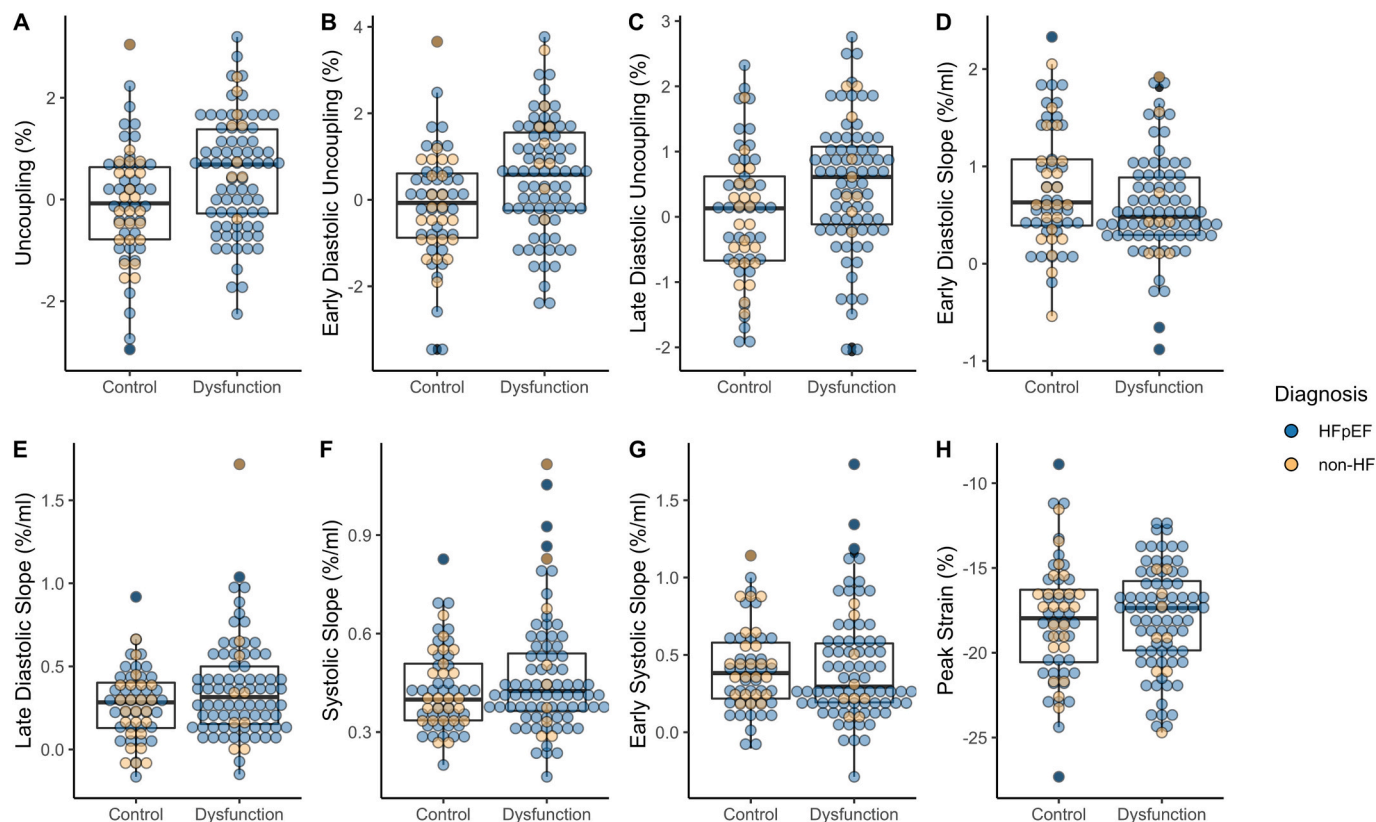 A
Uncoupling (%)
2
0
-2
Control
Dysfunction
B
Early Diastolic Uncoupling (%)
4
2
0
-2
Control
Dysfunction
C
Late Diastolic Uncoupling (%)
3
2
1
0
-1
-2
Control
Dysfunction
D
Early Diastolic Slope (%/ml)
2
1
0
-1
Control
Dysfunction
E
Late Diastolic Slope (%/ml)
1.5
1.0
0.5
0.0
Control
Dysfunction
F
Systolic Slope (%/ml)
0.9
0.6
0.3
Control
Dysfunction
G
Early Systolic Slope (%/ml)
1.5
1.0
0.5
0.0
Control
Dysfunction
H
Peak Strain (%)
-10
-15
-20
-25
Control
Dysfunction
Diagnosis
HFpEF
non-HF